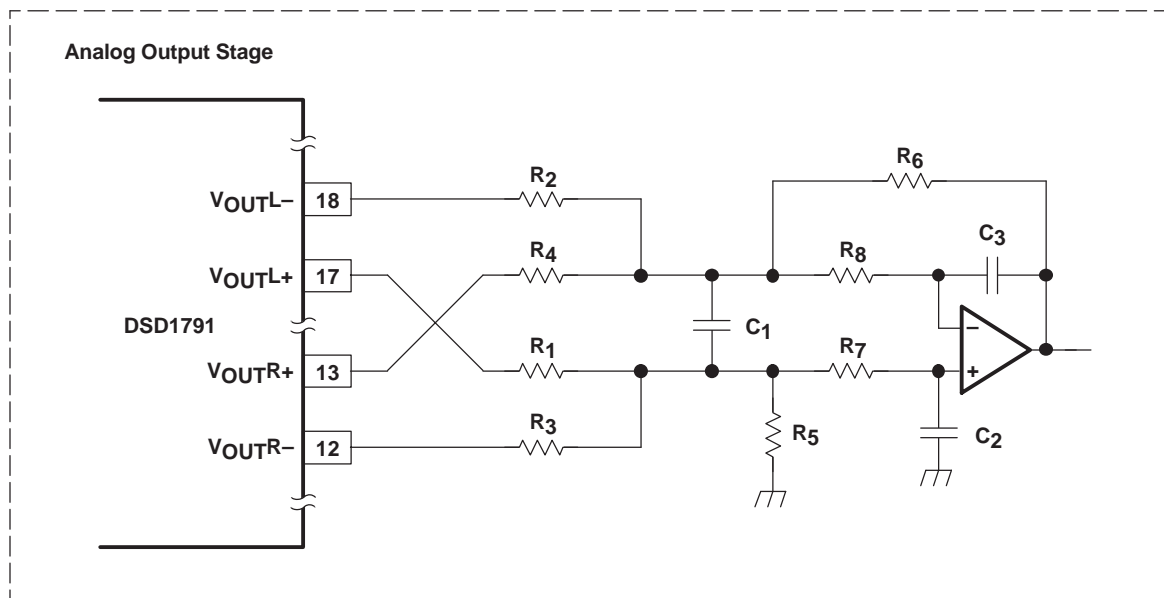 Analog Output Stage
VOUTL–
18
R2
R6
VOUTL+
17
R4
R8
C3
DSD1791
C1
–
VOUTR+
13
R1
R7
+
VOUTR–
12
R3
R5
C2